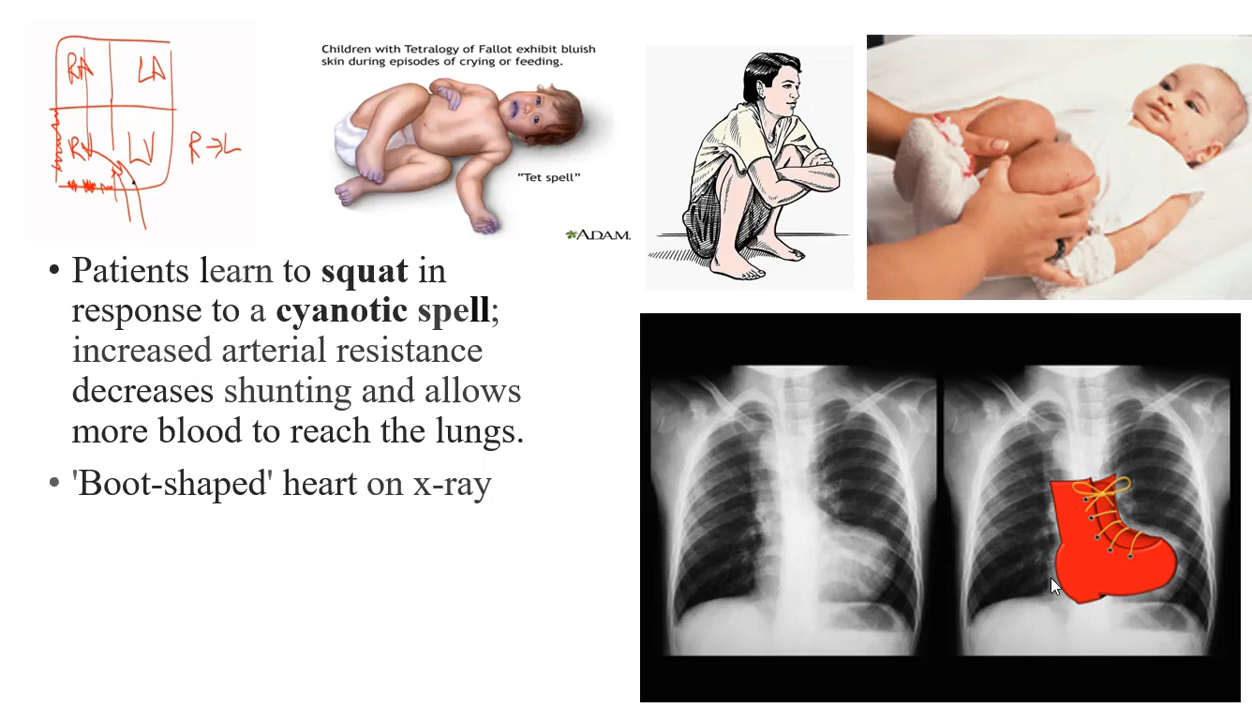 RA LA
RV LV R→L
Children with Tetralogy of Fallot exhibit bluish
skin during episodes of crying or feeding.
"Tet spell"
ADAM.
• Patients learn to squat in
response to a cyanotic spell;
increased arterial resistance
decreases shunting and allows
more blood to reach the lungs.
• 'Boot-shaped' heart on x-ray